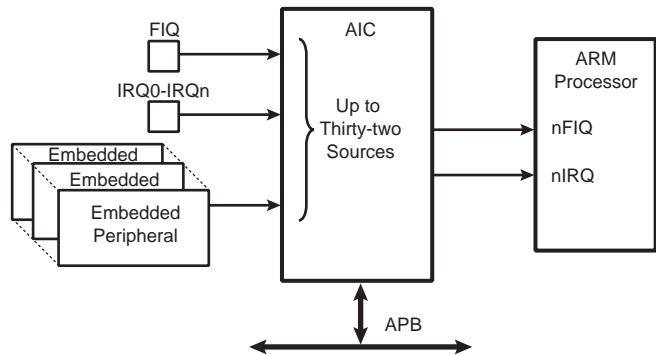 FIQ
IRQ0-IRQn
Embedded
Embedded
Embedded
Peripheral
AIC
Up to
Thirty-two
Sources
ARM
Processor
nFIQ
nIRQ
APB